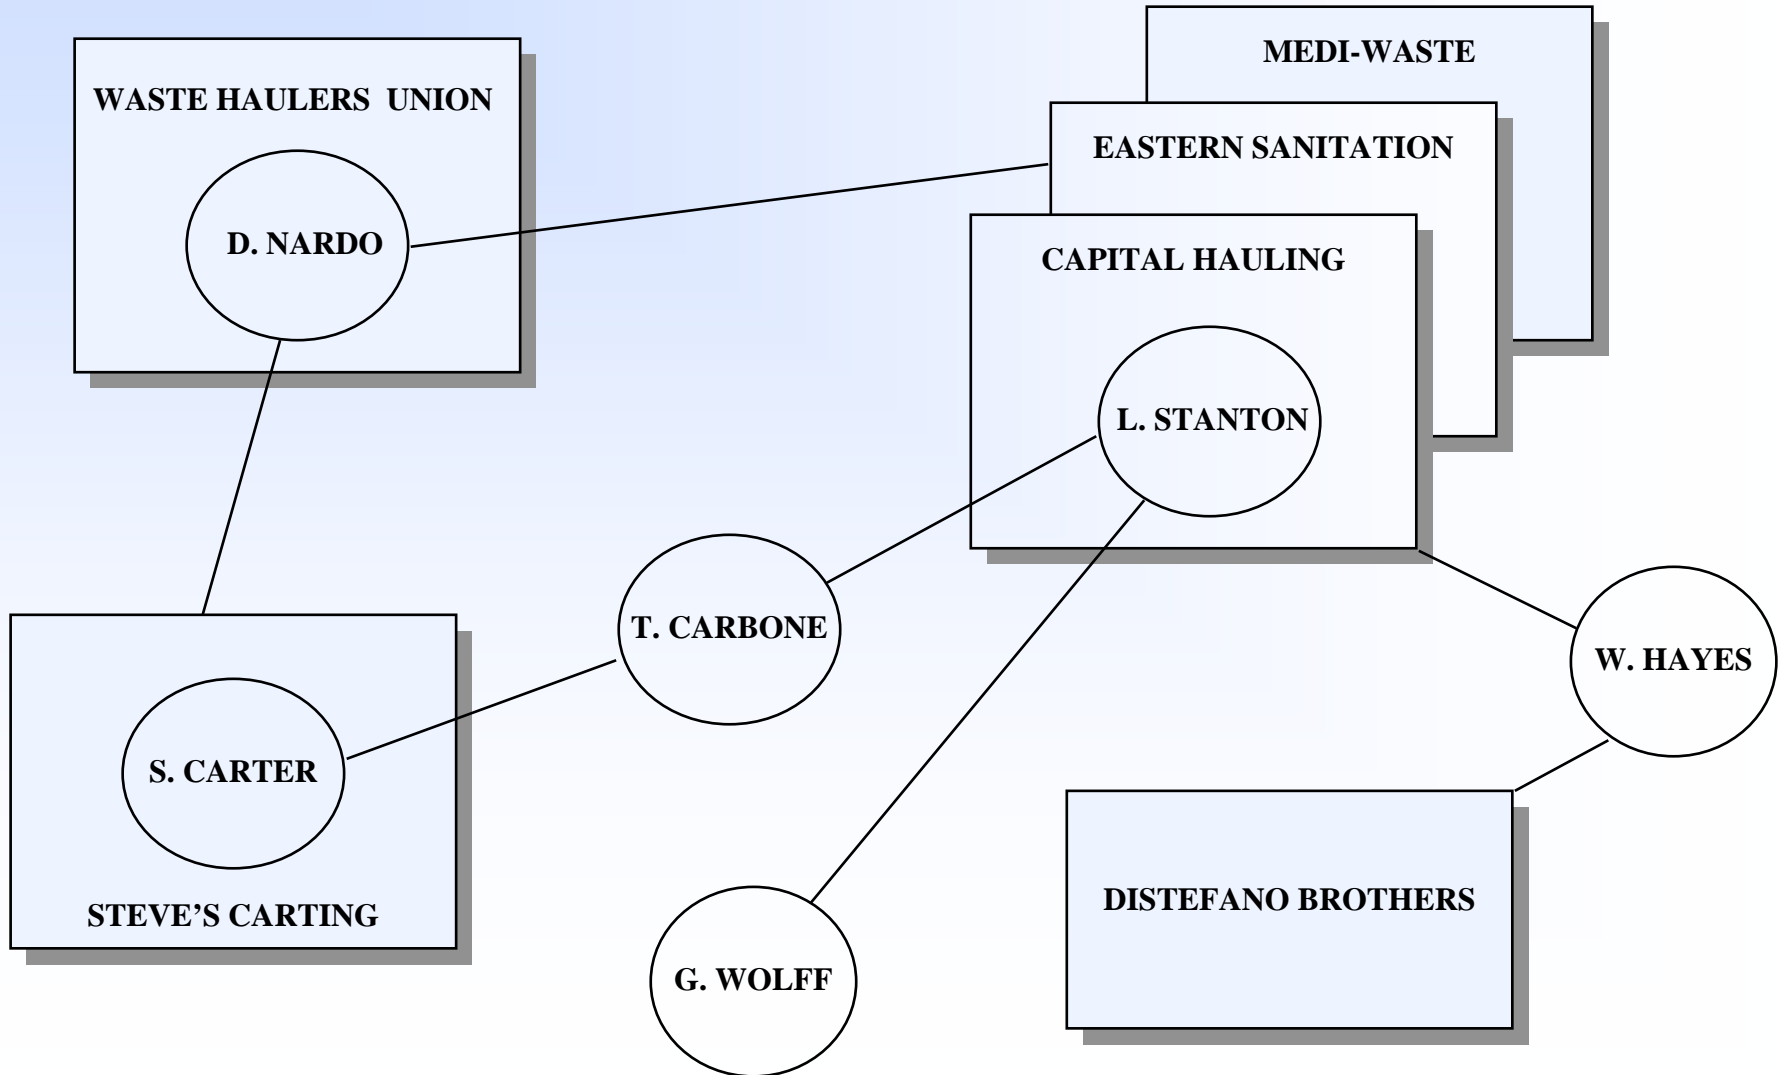 MEDI-WASTE
WASTE HAULERS  UNION
EASTERN SANITATION
D. NARDO
CAPITAL HAULING
L. STANTON
T. CARBONE
W. HAYES
S. CARTER
STEVE’S CARTING
DISTEFANO BROTHERS
G. WOLFF